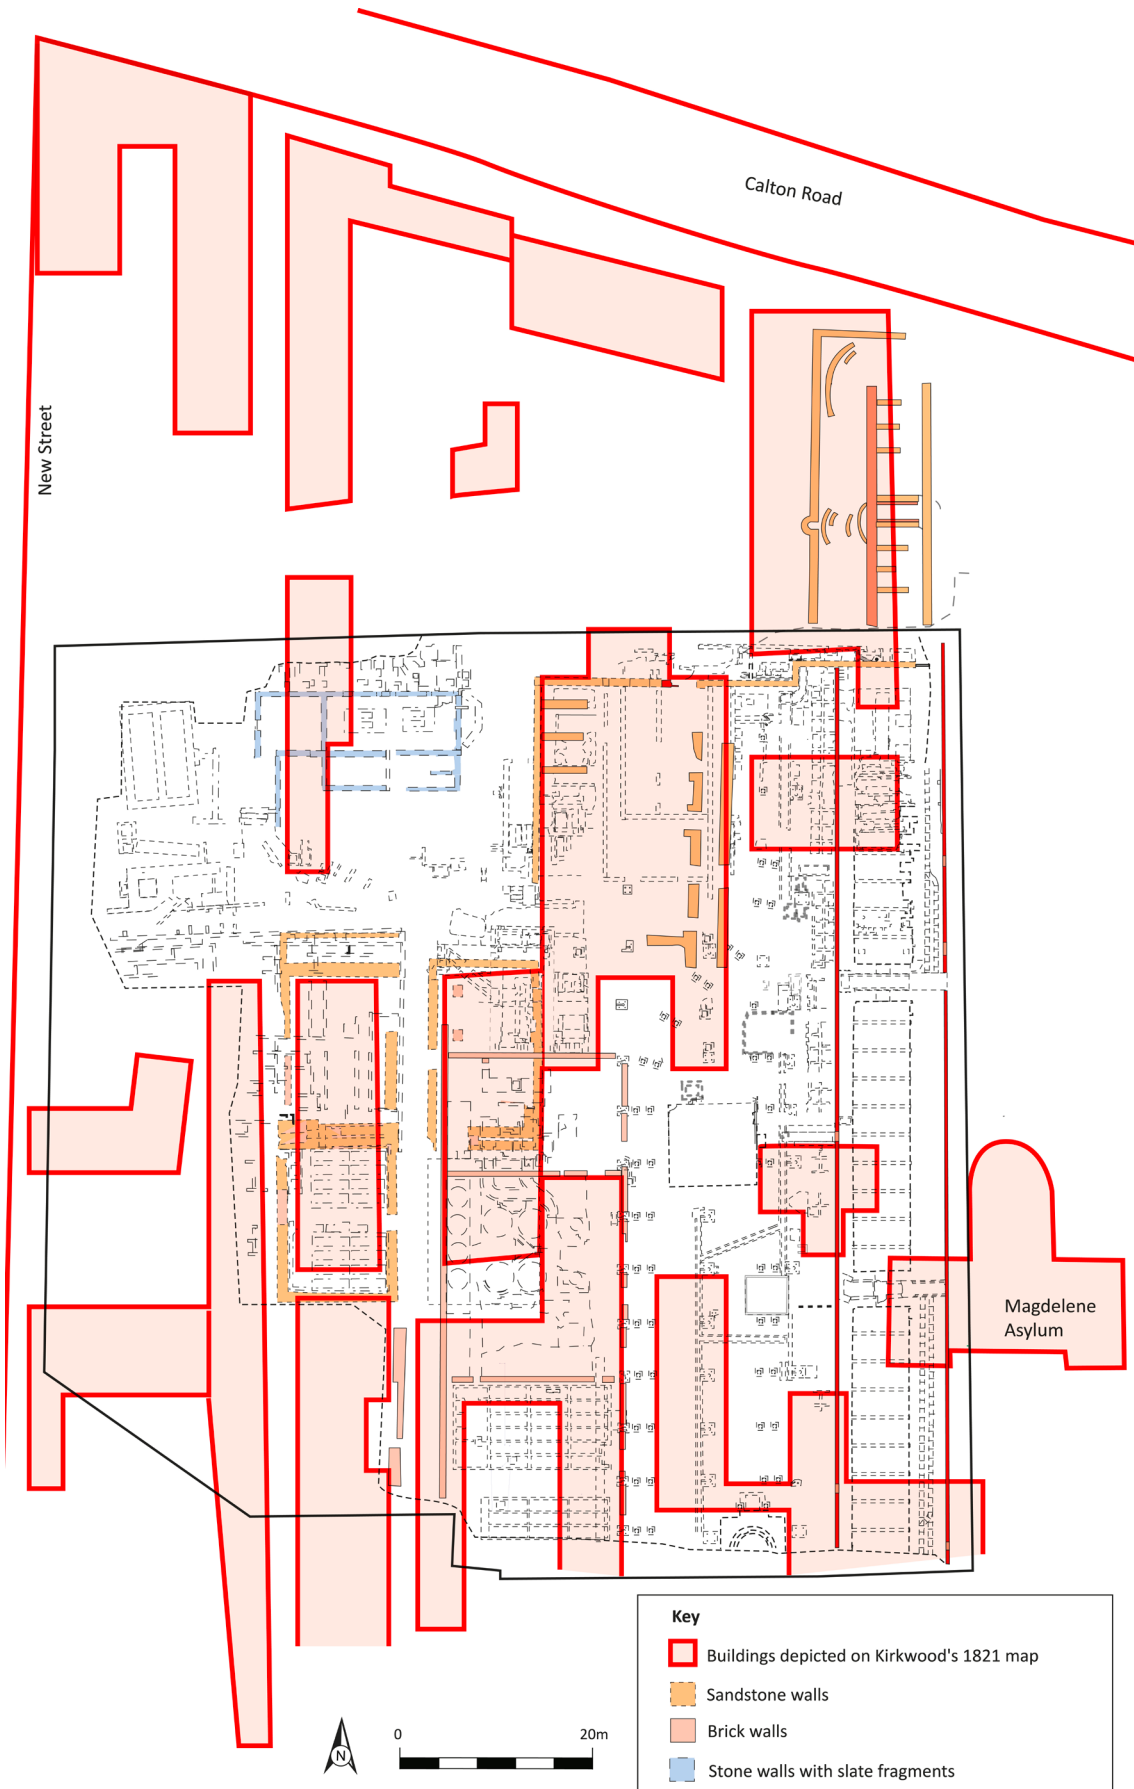 Calton Road
New Street
Magdelene
Asylum
Key
Buildings depicted on Kirkwood's 1821 map
Sandstone walls
Brick walls
Stone walls with slate fragments
N
0 20m